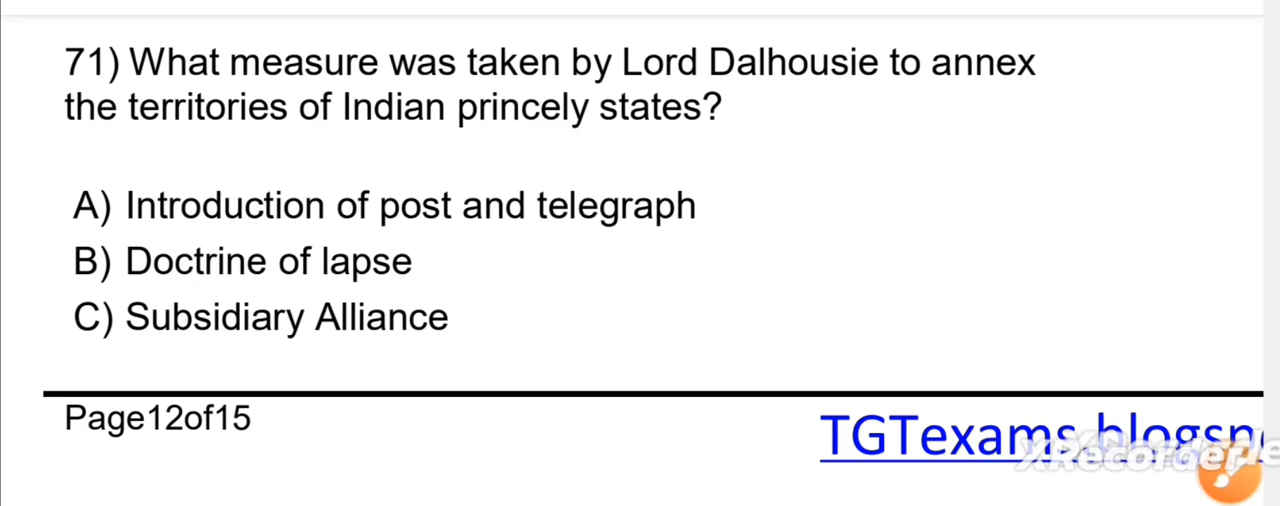 71) What measure was taken by Lord Dalhousie to annex
the territories of Indian princely states?
A) Introduction of post and telegraph
B) Doctrine of lapse
C) Subsidiary Alliance
Page12of15
TGTexams.blogsp
XRecorder